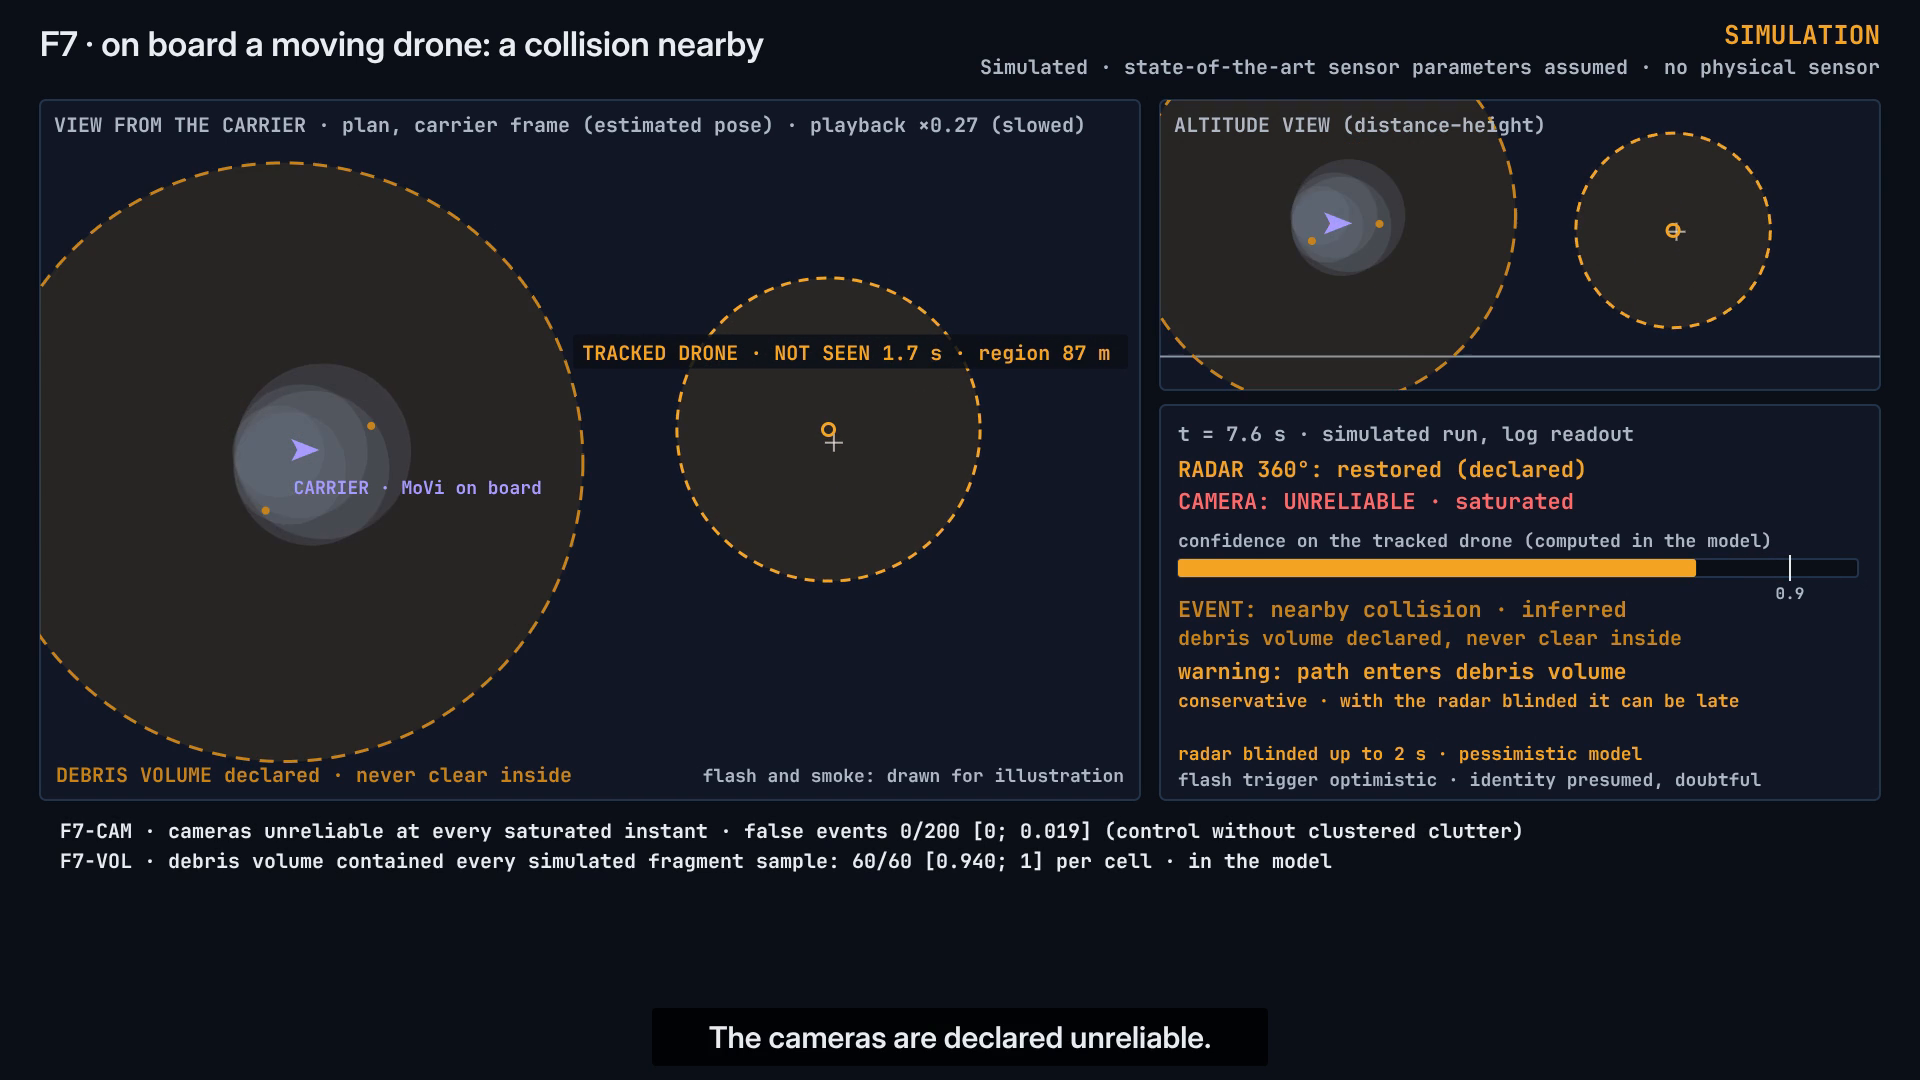 F7 · on board a moving drone: a collision nearby
SIMULATION
Simulated · state-of-the-art sensor parameters assumed · no physical sensor
VIEW FROM THE CARRIER · plan, carrier frame (estimated pose) · playback ×0.27 (slowed)
TRACKED DRONE · NOT SEEN 1.7 s · region 87 m
CARRIER · MoVi on board
DEBRIS VOLUME declared · never clear inside
flash and smoke: drawn for illustration
ALTITUDE VIEW (distance-height)
t = 7.6 s · simulated run, log readout
RADAR 360°: restored (declared)
CAMERA: UNRELIABLE · saturated
confidence on the tracked drone (computed in the model)
0.9
EVENT: nearby collision · inferred
debris volume declared, never clear inside
warning: path enters debris volume
conservative · with the radar blinded it can be late
radar blinded up to 2 s · pessimistic model
flash trigger optimistic · identity presumed, doubtful
F7-CAM · cameras unreliable at every saturated instant · false events 0/200 [0; 0.019] (control without clustered clutter)
F7-VOL · debris volume contained every simulated fragment sample: 60/60 [0.940; 1] per cell · in the model
The cameras are declared unreliable.